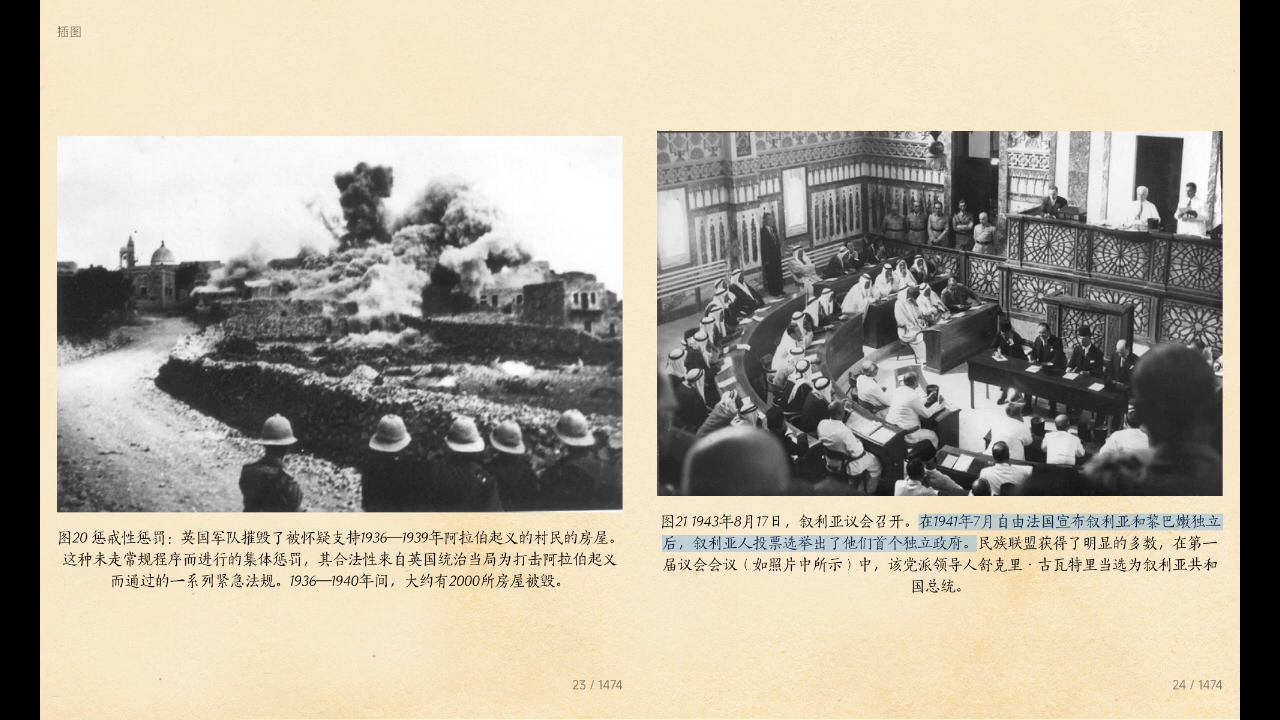 插图
图20 惩戒性惩罚：英国军队摧毁了被怀疑支持1936—1939年阿拉伯起义的村民的房屋。
这种未走常规程序而进行的集体惩罚，其合法性来自英国统治当局为打击阿拉伯起义
而通过的一系列紧急法规。1936—1940年间，大约有2000所房屋被毁。
23 / 1474
图21 1943年8月17日，叙利亚议会召开。在1941年7月自由法国宣布叙利亚和黎巴嫩独立
后，叙利亚人投票选举出了他们首个独立政府。民族联盟获得了明显的多数，在第一
届议会会议（如照片中所示）中，该党派领导人舒克里·古瓦特里当选为叙利亚共和
国总统。
24 / 1474